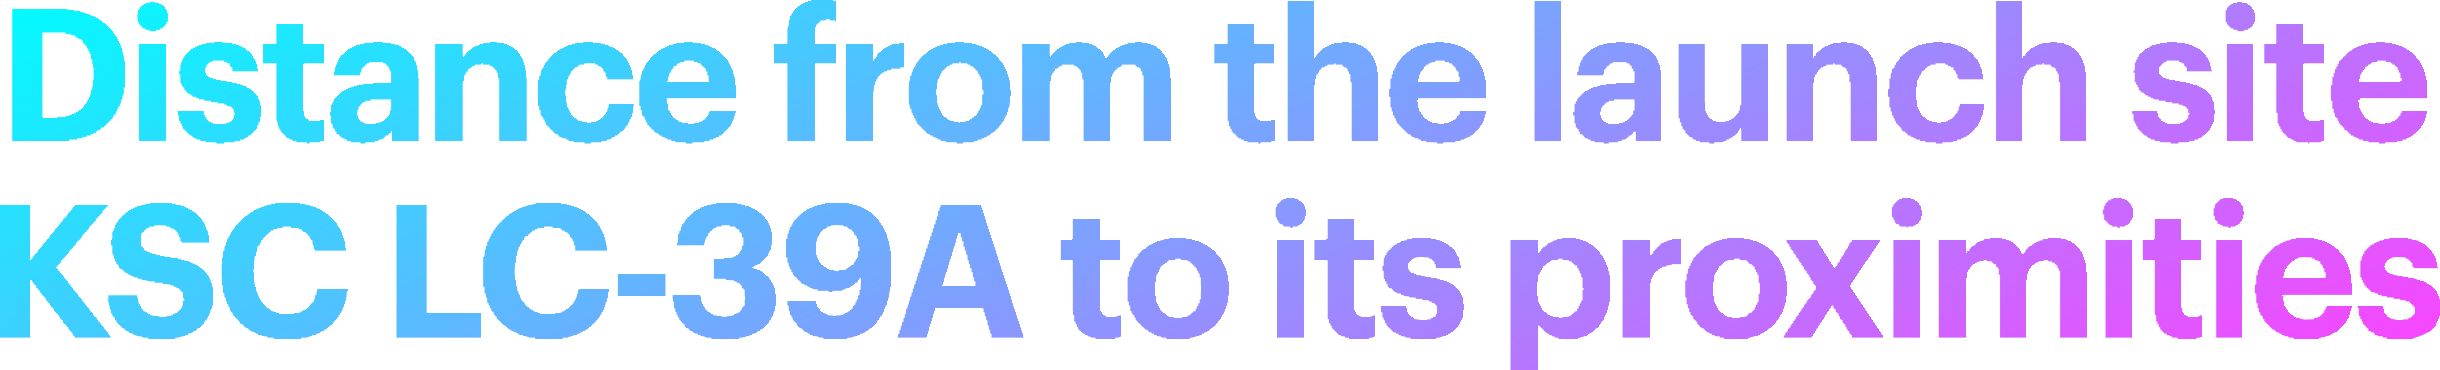 Distance from the launch site
KSC LC-39A to its proximities